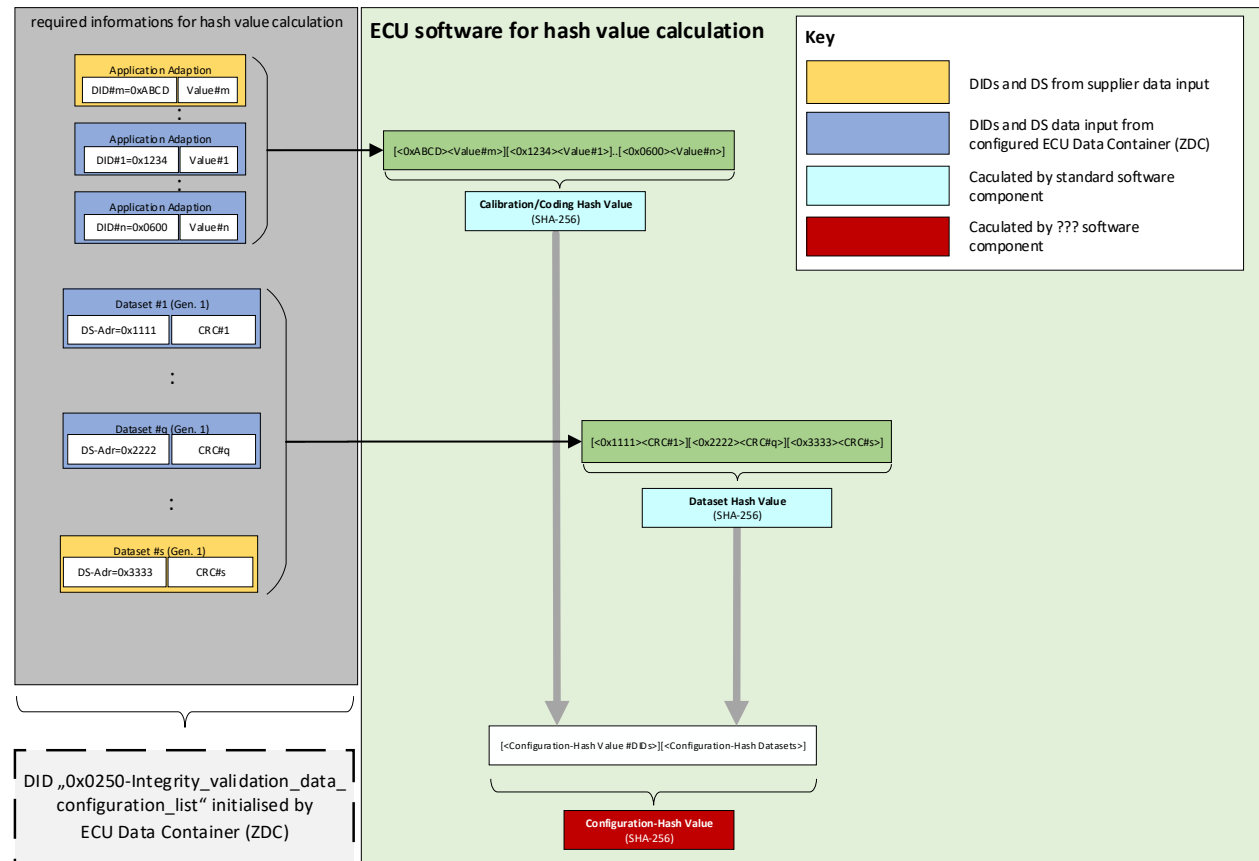 required informations for hash value calculation
Application Adaption
DID#m=0xABCD
Value#m
:
Application Adaption
DID#1=0x1234
Value#1
:
Application Adaption
DID#n=0x0600
Value#n
Dataset #1 (Gen. 1)
DS-Adr=0x1111
CRC#1
:
Dataset #q (Gen. 1)
DS-Adr=0x2222
CRC#q
:
Dataset #s (Gen. 1)
DS-Adr=0x3333
CRC#s
DID „0x0250-Integrity_validation_data_
configuration_list“ initialised by
ECU Data Container (ZDC)
ECU software for hash value calculation
[<0xABCD><Value#m>][<0x1234><Value#1>]..[<0x0600><Value#n>]
Calibration/Coding Hash Value
(SHA-256)
[<0x1111><CRC#1>][<0x2222><CRC#q>][<0x3333><CRC#s>]
Dataset Hash Value
(SHA-256)
[<Configuration-Hash Value #DIDs>][<Configuration-Hash Datasets>]
Configuration-Hash Value
(SHA-256)
Key
DIDs and DS from supplier data input
DIDs and DS data input from
configured ECU Data Container (ZDC)
Caculated by standard software
component
Caculated by ??? software
component